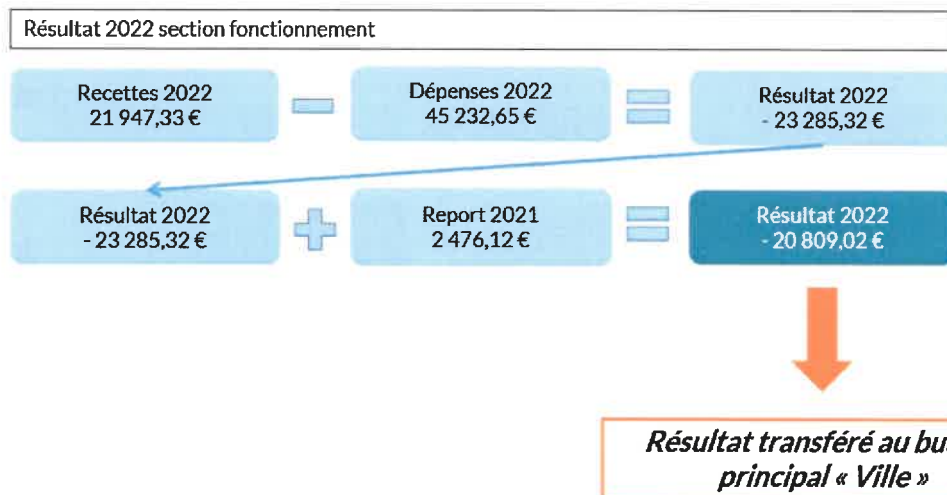 Résultat 2022 section fonctionnement
Recettes 2022
21 947,33 €
Dépenses 2022
45 232,65 €
Résultat 2022
- 23 285,32 €
Résultat 2022
- 23 285,32 €
Report 2021
2 476,12 €
Résultat 2022
- 20 809,02 €
Résultat transféré au
principal « Ville »